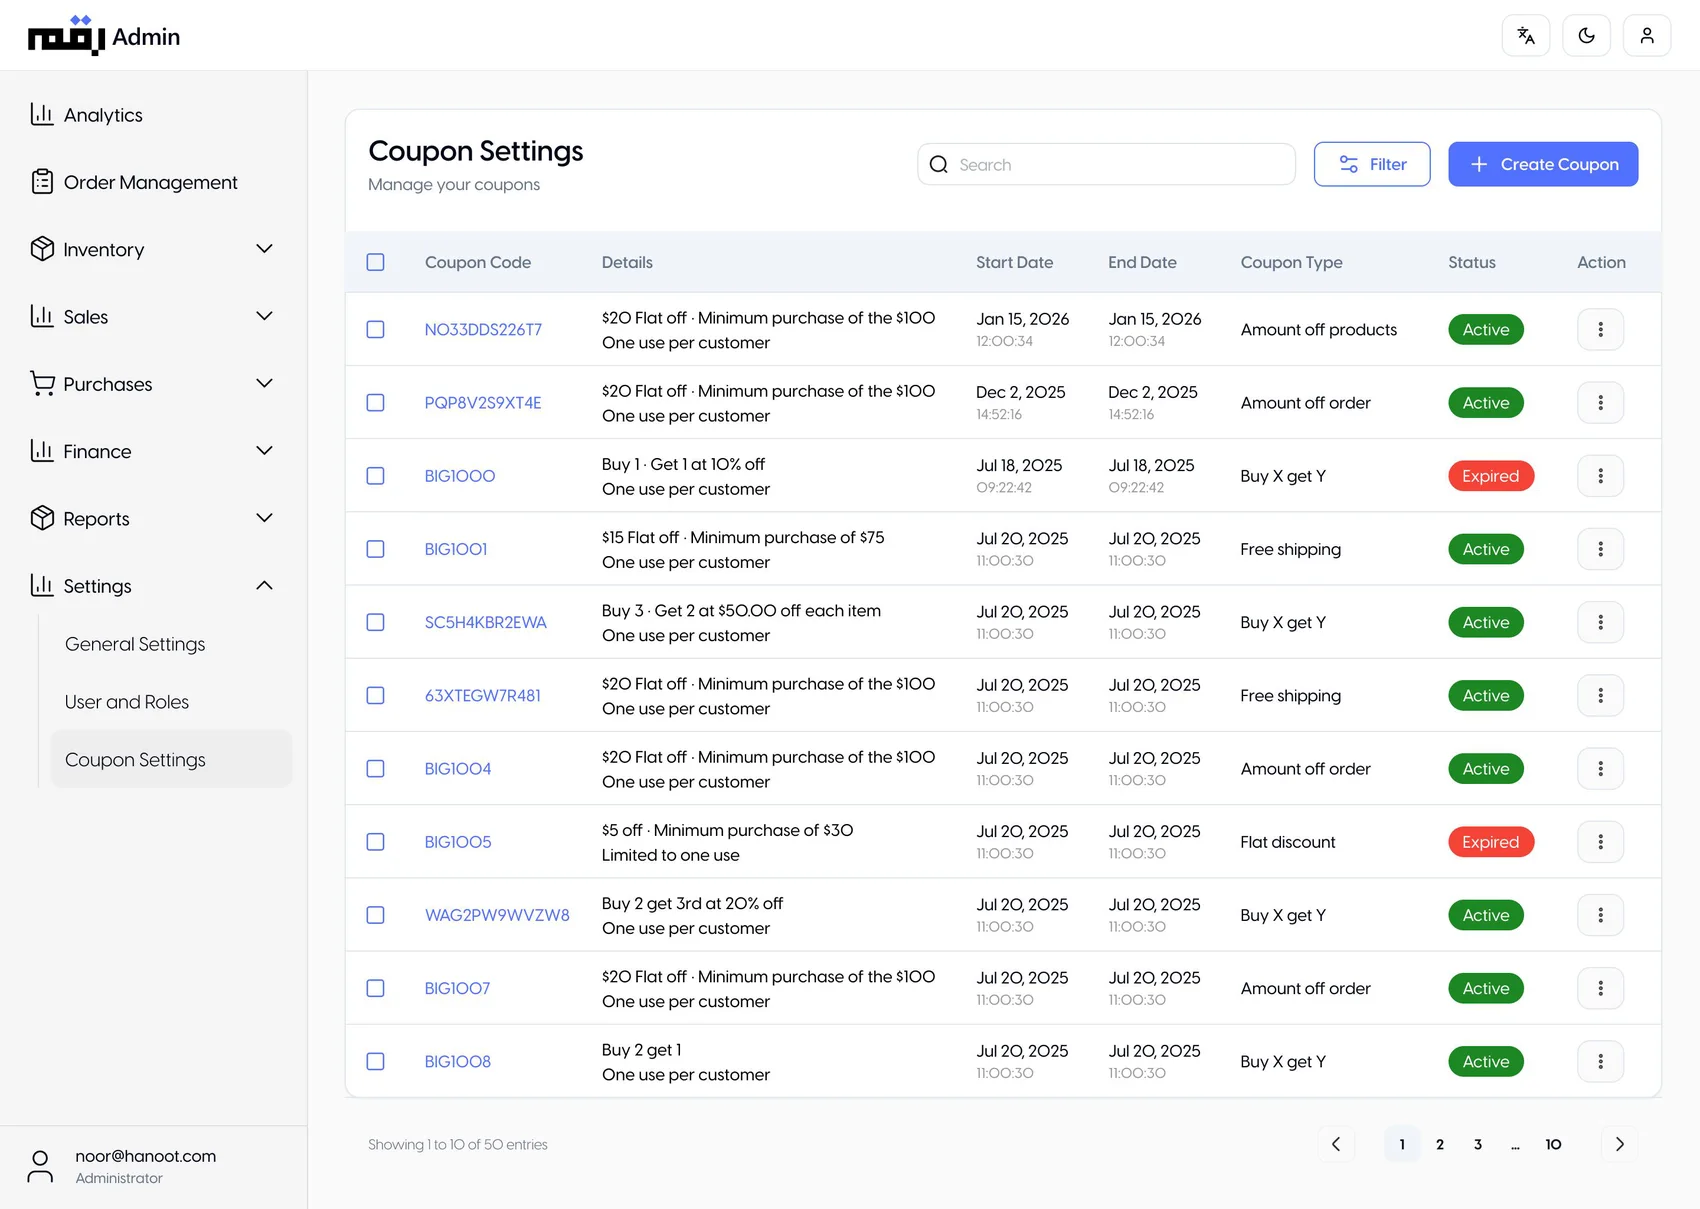 رقمي Admin
Analytics
Order Management
Inventory
Sales
Purchases
Finance
Reports
Settings
General Settings
User and Roles
Coupon Settings
noor@hanoot.com
Administrator
Coupon Settings
Manage your coupons
Search
Filter
Create Coupon
Coupon Code Details Start Date End Date Coupon Type Status Action
NO33DDS226T7 $20 Flat off · Minimum purchase of the $100 Jan 15, 2026 Jan 15, 2026 Amount off products Active
One use per customer 12:00:34 12:00:34
PQP8V2S9XT4E $20 Flat off · Minimum purchase of the $100 Dec 2, 2025 Dec 2, 2025 Amount off order Active
One use per customer 14:52:16 14:52:16
BIG1000 Buy 1 · Get 1 at 10% off Jul 18, 2025 Jul 18, 2025 Buy X get Y Expired
One use per customer 09:22:42 09:22:42
BIG1001 $15 Flat off · Minimum purchase of $75 Jul 20, 2025 Jul 20, 2025 Free shipping Active
One use per customer 11:00:30 11:00:30
SC5H4KBR2EWA Buy 3 · Get 2 at $50.00 off each item Jul 20, 2025 Jul 20, 2025 Buy X get Y Active
One use per customer 11:00:30 11:00:30
63XTEGW7R481 $20 Flat off · Minimum purchase of the $100 Jul 20, 2025 Jul 20, 2025 Free shipping Active
One use per customer 11:00:30 11:00:30
BIG1004 $20 Flat off · Minimum purchase of the $100 Jul 20, 2025 Jul 20, 2025 Amount off order Active
One use per customer 11:00:30 11:00:30
BIG1005 $5 off · Minimum purchase of $30 Jul 20, 2025 Jul 20, 2025 Flat discount Expired
Limited to one use 11:00:30 11:00:30
WAG2PW9WVZW8 Buy 2 get 3rd at 20% off Jul 20, 2025 Jul 20, 2025 Buy X get Y Active
One use per customer 11:00:30 11:00:30
BIG1007 $20 Flat off · Minimum purchase of the $100 Jul 20, 2025 Jul 20, 2025 Amount off order Active
One use per customer 11:00:30 11:00:30
BIG1008 Buy 2 get 1 Jul 20, 2025 Jul 20, 2025 Buy X get Y Active
One use per customer 11:00:30 11:00:30
Showing 1 to 10 of 50 entries
1 2 3 ... 10